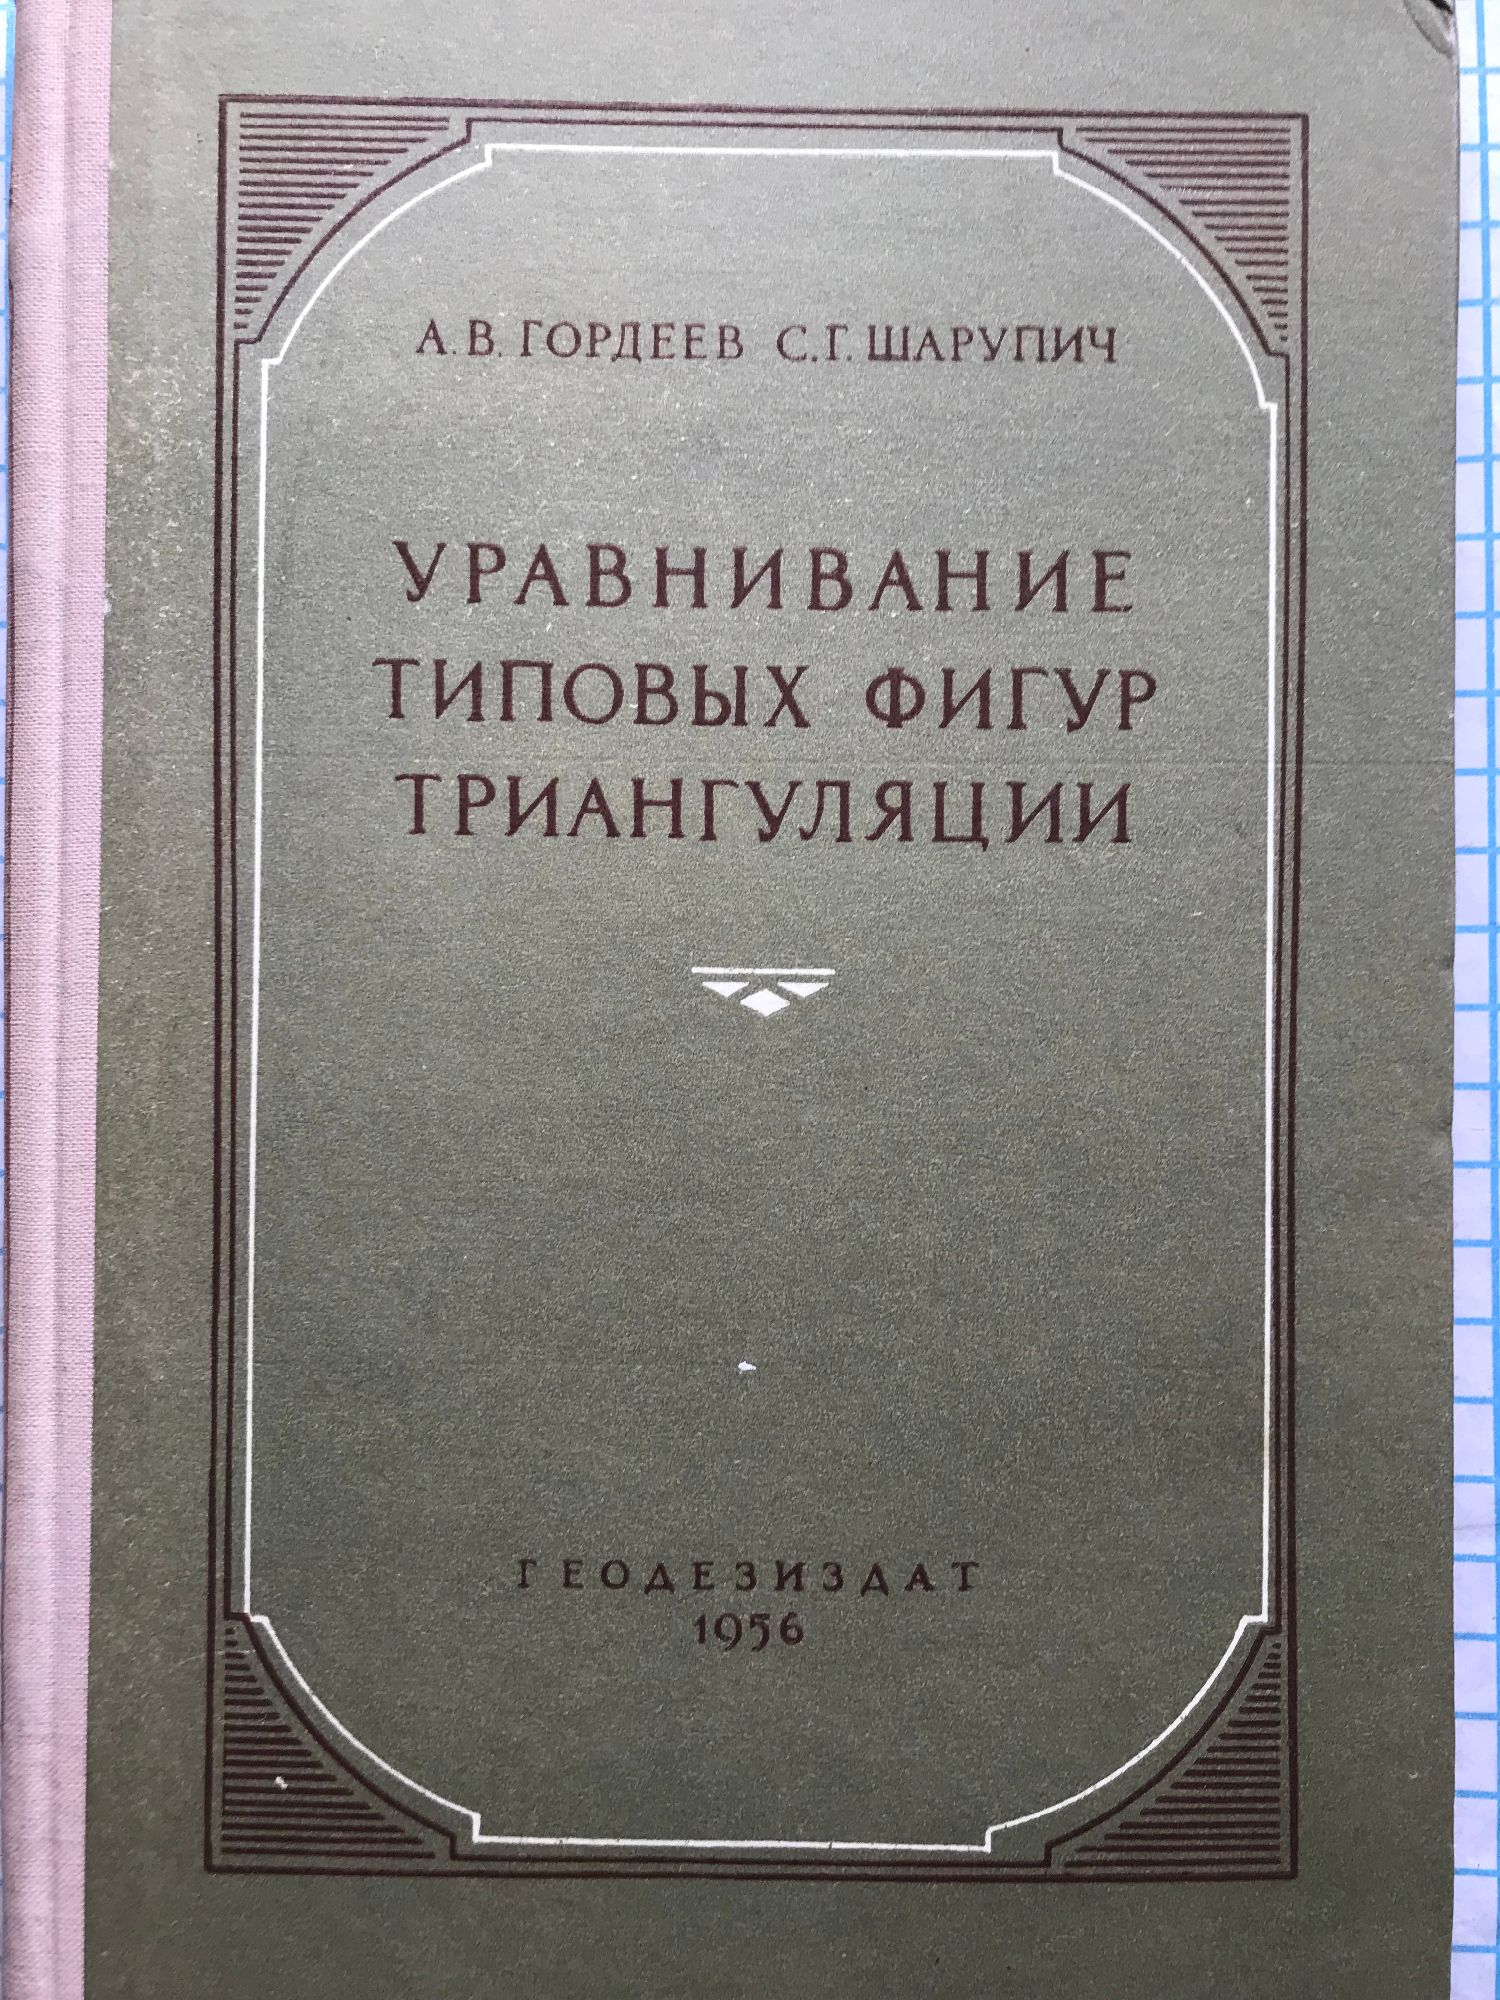 А. В. ГОРДЕЕВ С. Г. ШАРУПИЧ
УРАВНИВАНИЕ
ТИПОВЫХ ФИГУР
ТРИАНГУЛЯЦИИ
ГЕОДЕЗИЗДАТ
1956